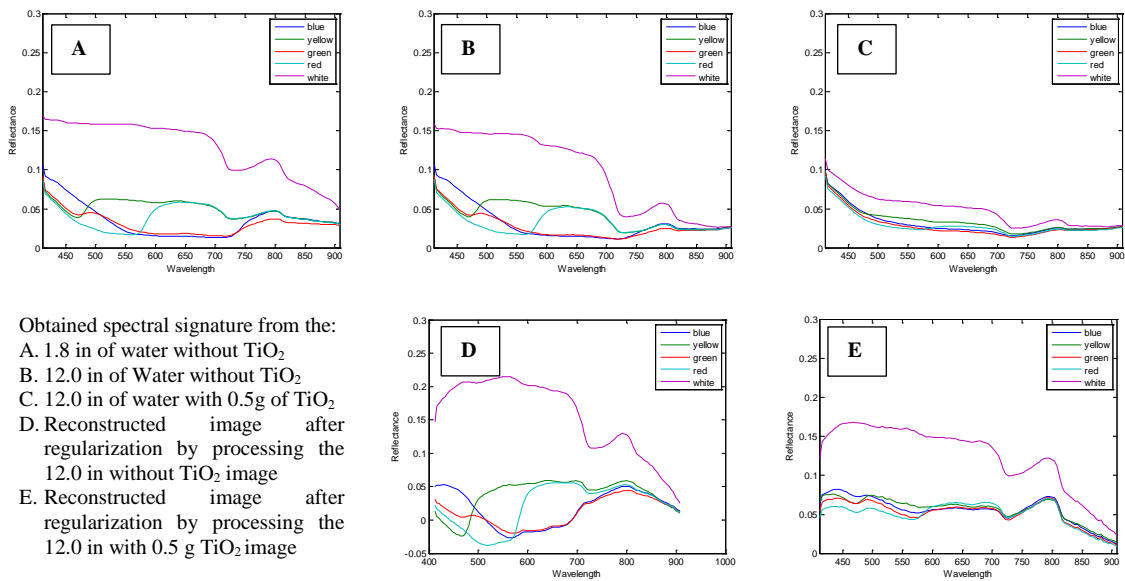 A
0.3
0.25
0.2
0.15
0.1
0.05
0
Reflectance
450 500 550 600 650 700 750 800 850 900
Wavelength
blue
yellow
green
red
white
B
0.3
0.25
0.2
0.15
0.1
0.05
0
Reflectance
450 500 550 600 650 700 750 800 850 900
Wavelength
blue
yellow
green
red
white
C
0.3
0.25
0.2
0.15
0.1
0.05
0
Reflectance
450 500 550 600 650 700 750 800 850 900
Wavelength
blue
yellow
green
red
white
Obtained spectral signature from the:
A. 1.8 in of water without TiO₂
B. 12.0 in of Water without TiO₂
C. 12.0 in of water with 0.5g of TiO₂
D. Reconstructed image after
regularization by processing the
12.0 in without TiO₂ image
E. Reconstructed image after
regularization by processing the
12.0 in with 0.5 g TiO₂ image
D
0.3
0.25
0.2
0.15
0.1
0.05
0
-0.05
Reflectance
400 500 600 700 800 900 1000
Wavelength
blue
yellow
green
red
white
E
0.3
0.25
0.2
0.15
0.1
0.05
0
Reflectance
450 500 550 600 650 700 750 800 850 900
Wavelength
blue
yellow
green
red
white